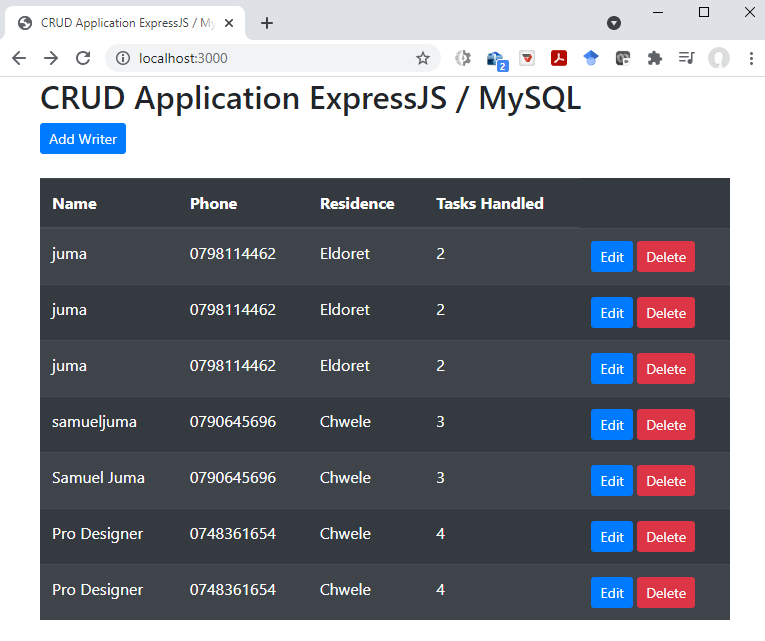 CRUD Application ExpressJS / My
localhost:3000
2
CRUD Application ExpressJS / MySQL
Add Writer
Name Phone Residence Tasks Handled
juma 0798114462 Eldoret 2 Edit Delete
juma 0798114462 Eldoret 2 Edit Delete
juma 0798114462 Eldoret 2 Edit Delete
samueljuma 0790645696 Chwele 3 Edit Delete
Samuel Juma 0790645696 Chwele 3 Edit Delete
Pro Designer 0748361654 Chwele 4 Edit Delete
Pro Designer 0748361654 Chwele 4 Edit Delete